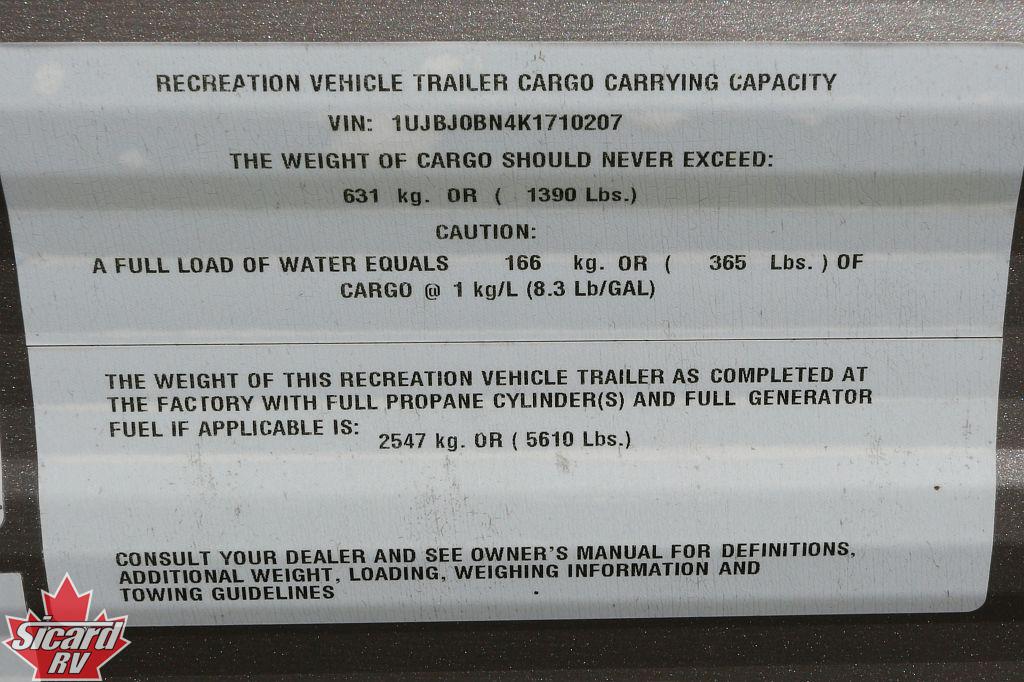 RECREATION VEHICLE TRAILER CARGO CARRYING CAPACITY
VIN: 1UJBJ0BN4K1710207
THE WEIGHT OF CARGO SHOULD NEVER EXCEED:
631 kg. OR ( 1390 Lbs.)
CAUTION:
A FULL LOAD OF WATER EQUALS 166 kg. OR ( 365 Lbs. ) OF
CARGO @ 1 kg/L (8.3 Lb/GAL)
THE WEIGHT OF THIS RECREATION VEHICLE TRAILER AS COMPLETED AT
THE FACTORY WITH FULL PROPANE CYLINDER(S) AND FULL GENERATOR
FUEL IF APPLICABLE IS:
2547 kg. OR ( 5610 Lbs.)
CONSULT YOUR DEALER AND SEE OWNER'S MANUAL FOR DEFINITIONS,
ADDITIONAL WEIGHT, LOADING, WEIGHING INFORMATION AND
TOWING GUIDELINES
Sicard
RV